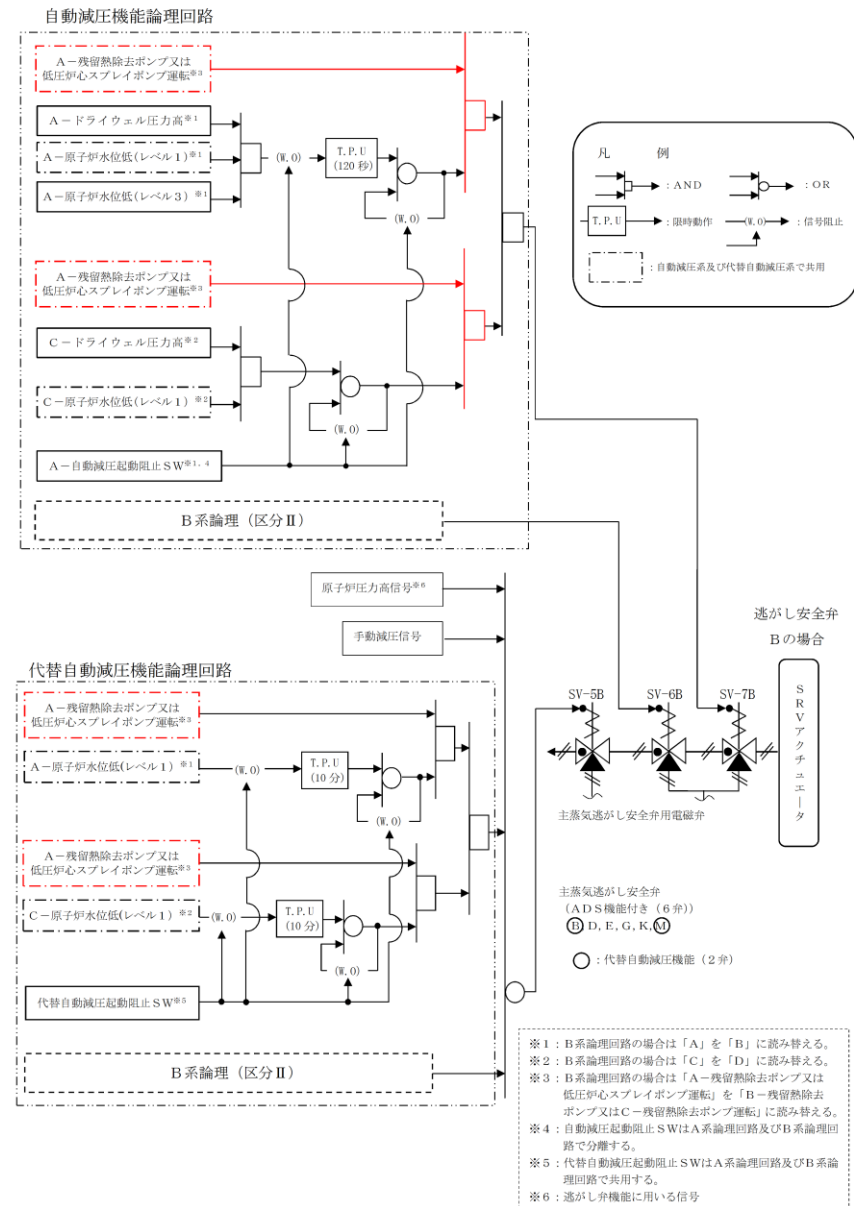 自動減圧機能論理回路
A-残留熱除去ポンプ又は
低圧炉心スプレイポンプ運転※3
A-ドライウェル圧力高※1
A-原子炉水位低(レベル1)※1
A-原子炉水位低(レベル3)※1
(W.O)
T.P.U
(120秒)
(W.O)
A-残留熱除去ポンプ又は
低圧炉心スプレイポンプ運転※3
C-ドライウェル圧力高※2
C-原子炉水位低(レベル1)※2
(W.O)
A-自動減圧起動阻止SW※1,4
B系論理(区分Ⅱ)
凡 例
:AND
:OR
T.P.U
:限時動作
(W.O)
:信号阻止
:自動減圧系及び代替自動減圧系で共用
原子炉圧力高信号※6
手動減圧信号
代替自動減圧機能論理回路
A-残留熱除去ポンプ又は
低圧炉心スプレイポンプ運転※3
A-原子炉水位低(レベル1)※1
(W.O)
T.P.U
(10分)
(W.O)
A-残留熱除去ポンプ又は
低圧炉心スプレイポンプ運転※3
C-原子炉水位低(レベル1)※2
(W.O)
T.P.U
(10分)
(W.O)
代替自動減圧起動阻止SW※5
B系論理(区分Ⅱ)
逃がし安全弁
Bの場合
SV-5B
SV-6B
SV-7B
SRVアクチュエータ
主蒸気逃がし安全弁用電磁弁
主蒸気逃がし安全弁
(ADS機能付き(6弁))
B,D,E,G,K,M
○:代替自動減圧機能(2弁)
※1:B系論理回路の場合は「A」を「B」に読み替える。
※2:B系論理回路の場合は「C」を「D」に読み替える。
※3:B系論理回路の場合は「A-残留熱除去ポンプ又は
低圧炉心スプレイポンプ運転」を「B-残留熱除去
ポンプ又はC-残留熱除去ポンプ運転」に読み替える。
※4:自動減圧起動阻止SWはA系論理回路及びB系論理回
路で分離する。
※5:代替自動減圧起動阻止SWはA系論理回路及びB系論
理回路で共用する。
※6:逃がし弁機能に用いる信号